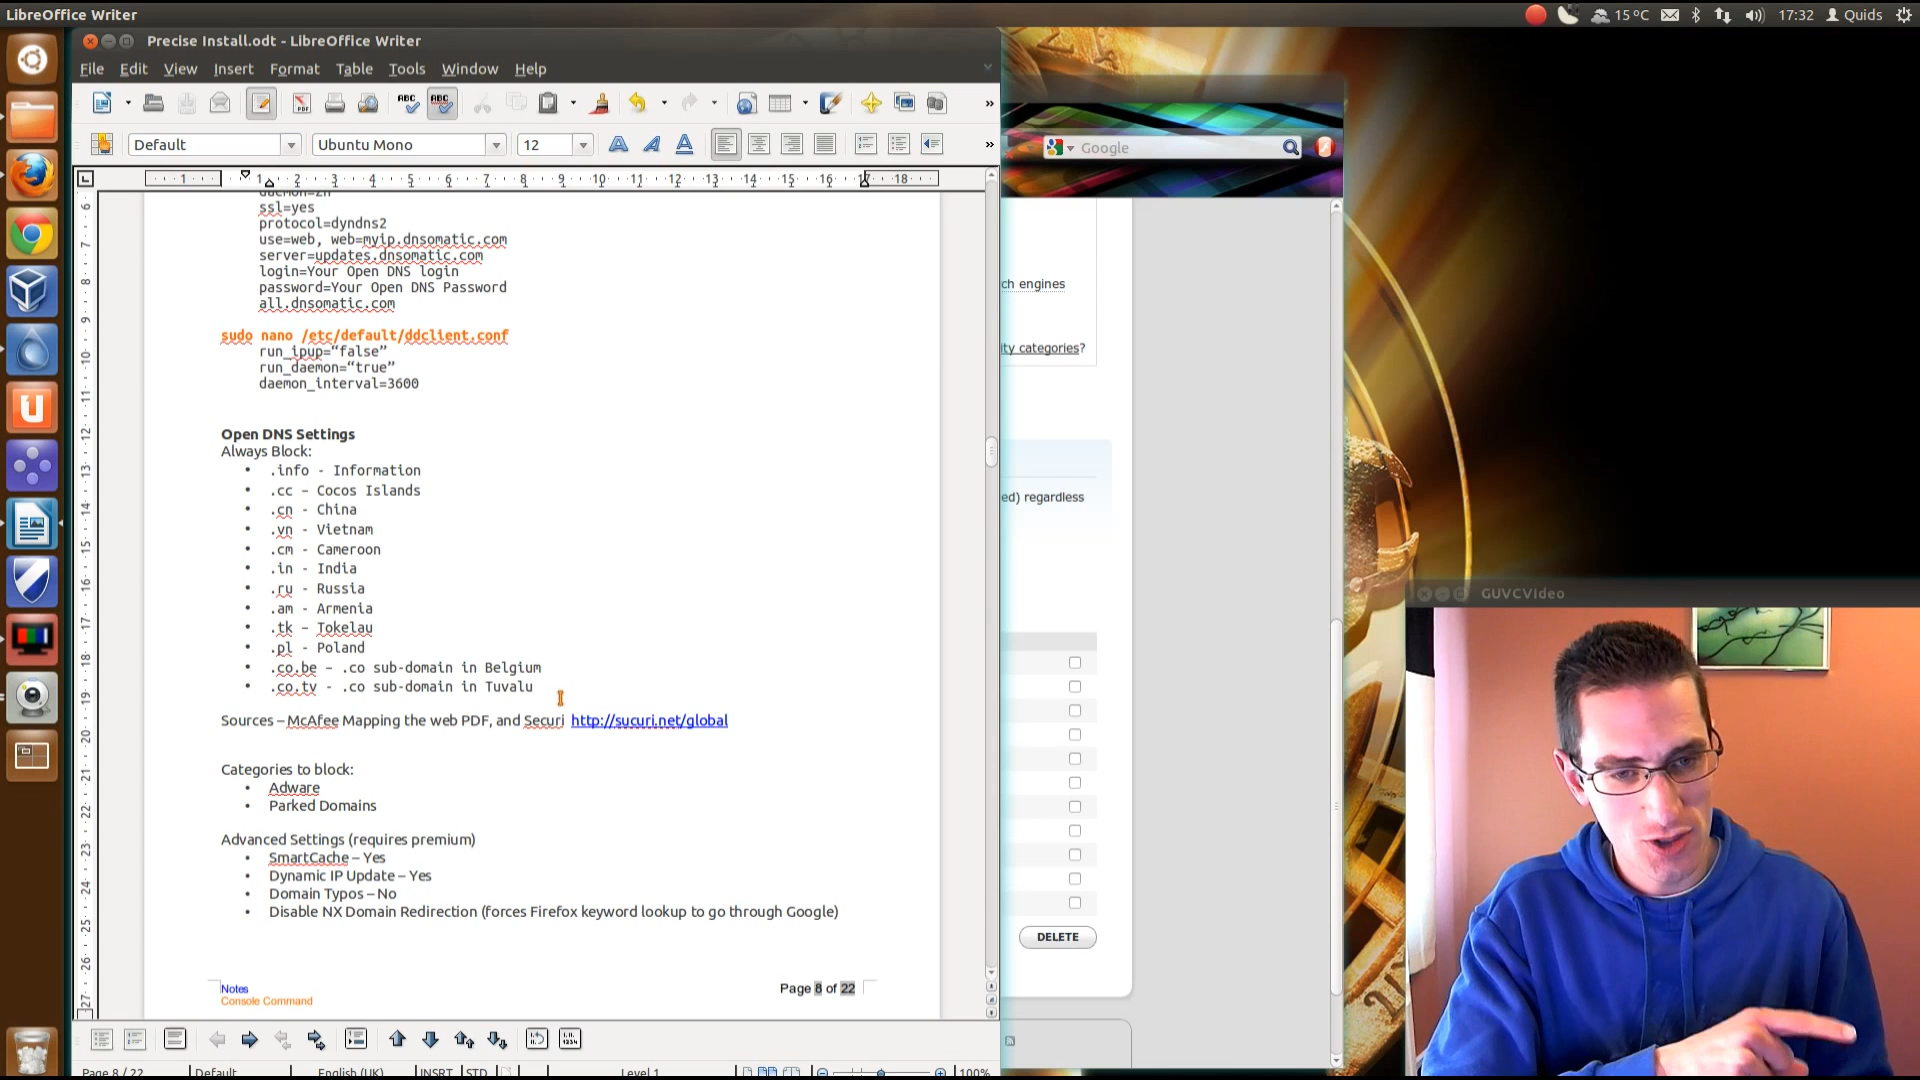 LibreOffice Writer
15 °C
17:32
Quids
Precise Install.odt - LibreOffice Writer
File Edit View Insert Format Table Tools Window Help
Default
Ubuntu Mono
12
Google
ssl=yes
protocol=dyndns2
use=web, web=myip.dnsomatic.com
server=updates.dnsomatic.com
login=Your Open DNS login
password=Your Open DNS Password
all.dnsomatic.com
sudo nano /etc/default/ddclient.conf
run_ipup=“false”
run_daemon=“true”
daemon_interval=3600
Open DNS Settings
Always Block:
• .info - Information
• .cc – Cocos Islands
• .cn - China
• .vn - Vietnam
• .cm - Cameroon
• .in - India
• .ru - Russia
• .am - Armenia
• .tk – Tokelau
• .pl - Poland
• .co.be – .co sub-domain in Belgium
• .co.tv - .co sub-domain in Tuvalu
Sources – McAfee Mapping the web PDF, and Securi http://sucuri.net/global
Categories to block:
• Adware
• Parked Domains
Advanced Settings (requires premium)
• SmartCache – Yes
• Dynamic IP Update – Yes
• Domain Typos – No
• Disable NX Domain Redirection (forces Firefox keyword lookup to go through Google)
Notes
Console Command
Page 8 of 22
Page 8 / 22 Default English (UK) INSRT STD Level 1 100%
ch engines
ity categories?
ed) regardless
DELETE
GUVCVideo